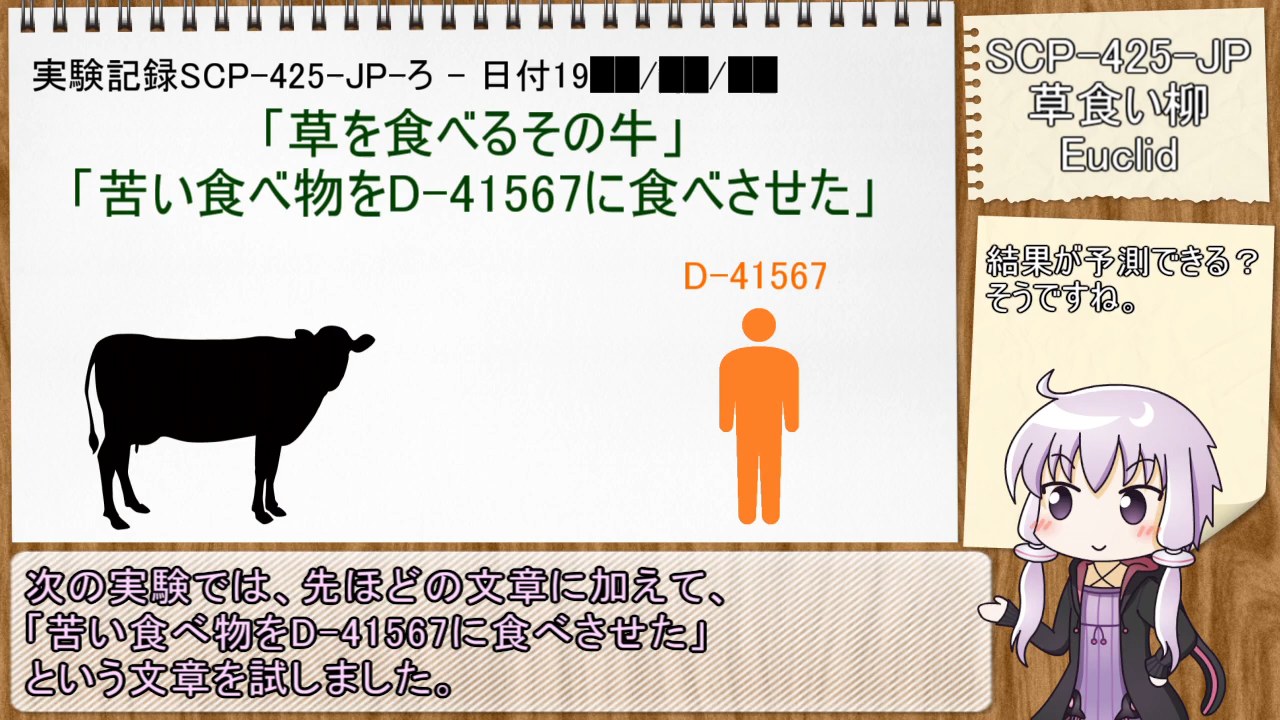 実験記録SCP-425-JP-ろ - 日付19██/██/██
「草を食べるその牛」
「苦い食べ物をD-41567に食べさせた」
D-41567
SCP-425-JP
草食い柳
Euclid
結果が予測できる？
そうですね。
次の実験では、先ほどの文章に加えて、
「苦い食べ物をD-41567に食べさせた」
という文章を試しました。